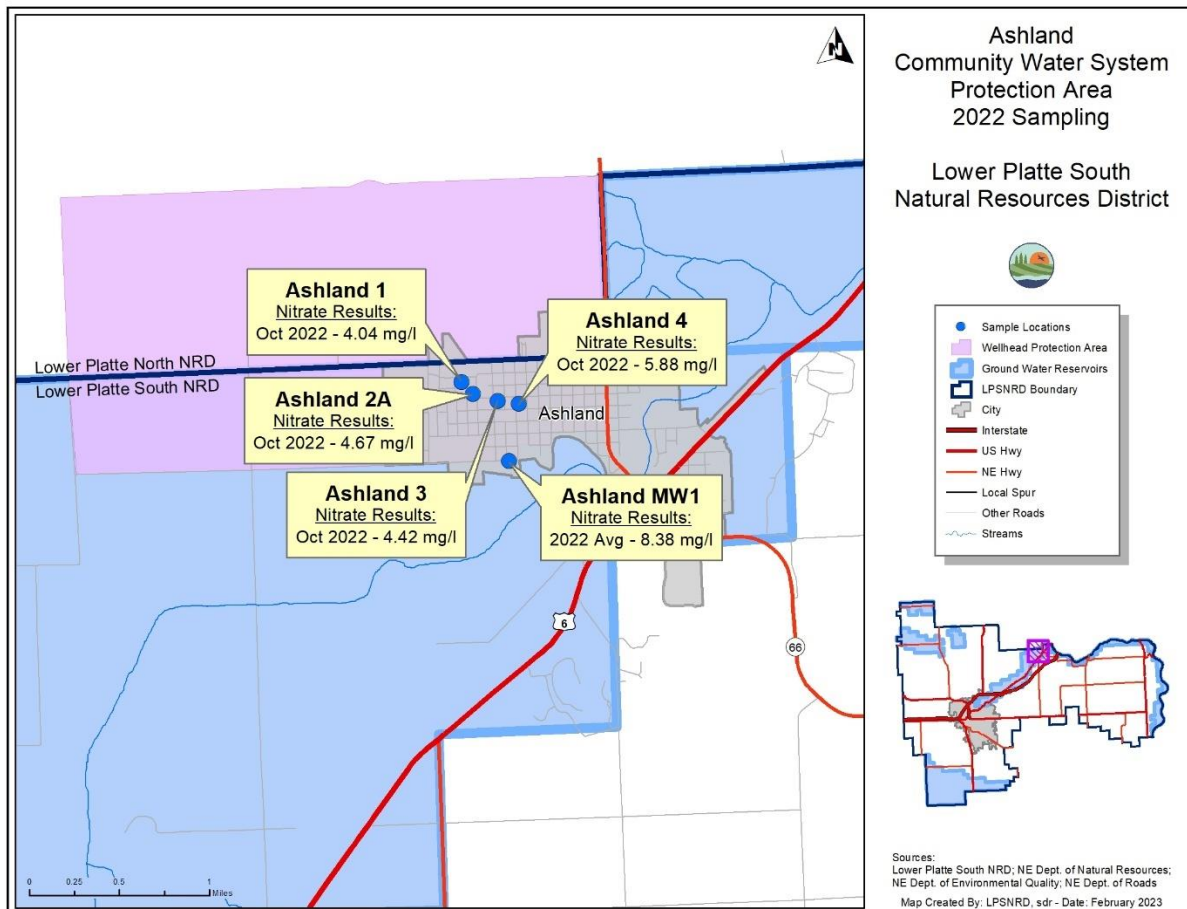 Ashland
Community Water System
Protection Area
2022 Sampling
Lower Platte South
Natural Resources District
N
Ashland 1
Nitrate Results:
Oct 2022 - 4.04 mg/l
Ashland 4
Nitrate Results:
Oct 2022 - 5.88 mg/l
Lower Platte North NRD
Lower Platte South NRD
Ashland 2A
Nitrate Results:
Oct 2022 - 4.67 mg/l
Ashland
Ashland 3
Nitrate Results:
Oct 2022 - 4.42 mg/l
Ashland MW1
Nitrate Results:
2022 Avg - 8.38 mg/l
6
66
0 0.25 0.5 1
Miles
Sample Locations
Wellhead Protection Area
Ground Water Reservoirs
LPSNRD Boundary
City
Interstate
US Hwy
NE Hwy
Local Spur
Other Roads
Streams
Sources:
Lower Platte South NRD; NE Dept. of Natural Resources;
NE Dept. of Environmental Quality; NE Dept. of Roads
Map Created By: LPSNRD, sdr - Date: February 2023